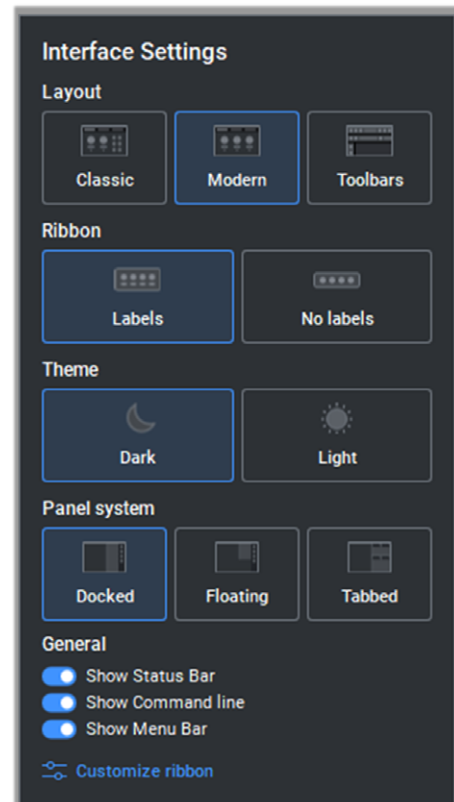 Interface Settings
Layout
Classic Modern Toolbars
Ribbon
Labels No labels
Theme
Dark Light
Panel system
Docked Floating Tabbed
General
Show Status Bar
Show Command line
Show Menu Bar
Customize ribbon